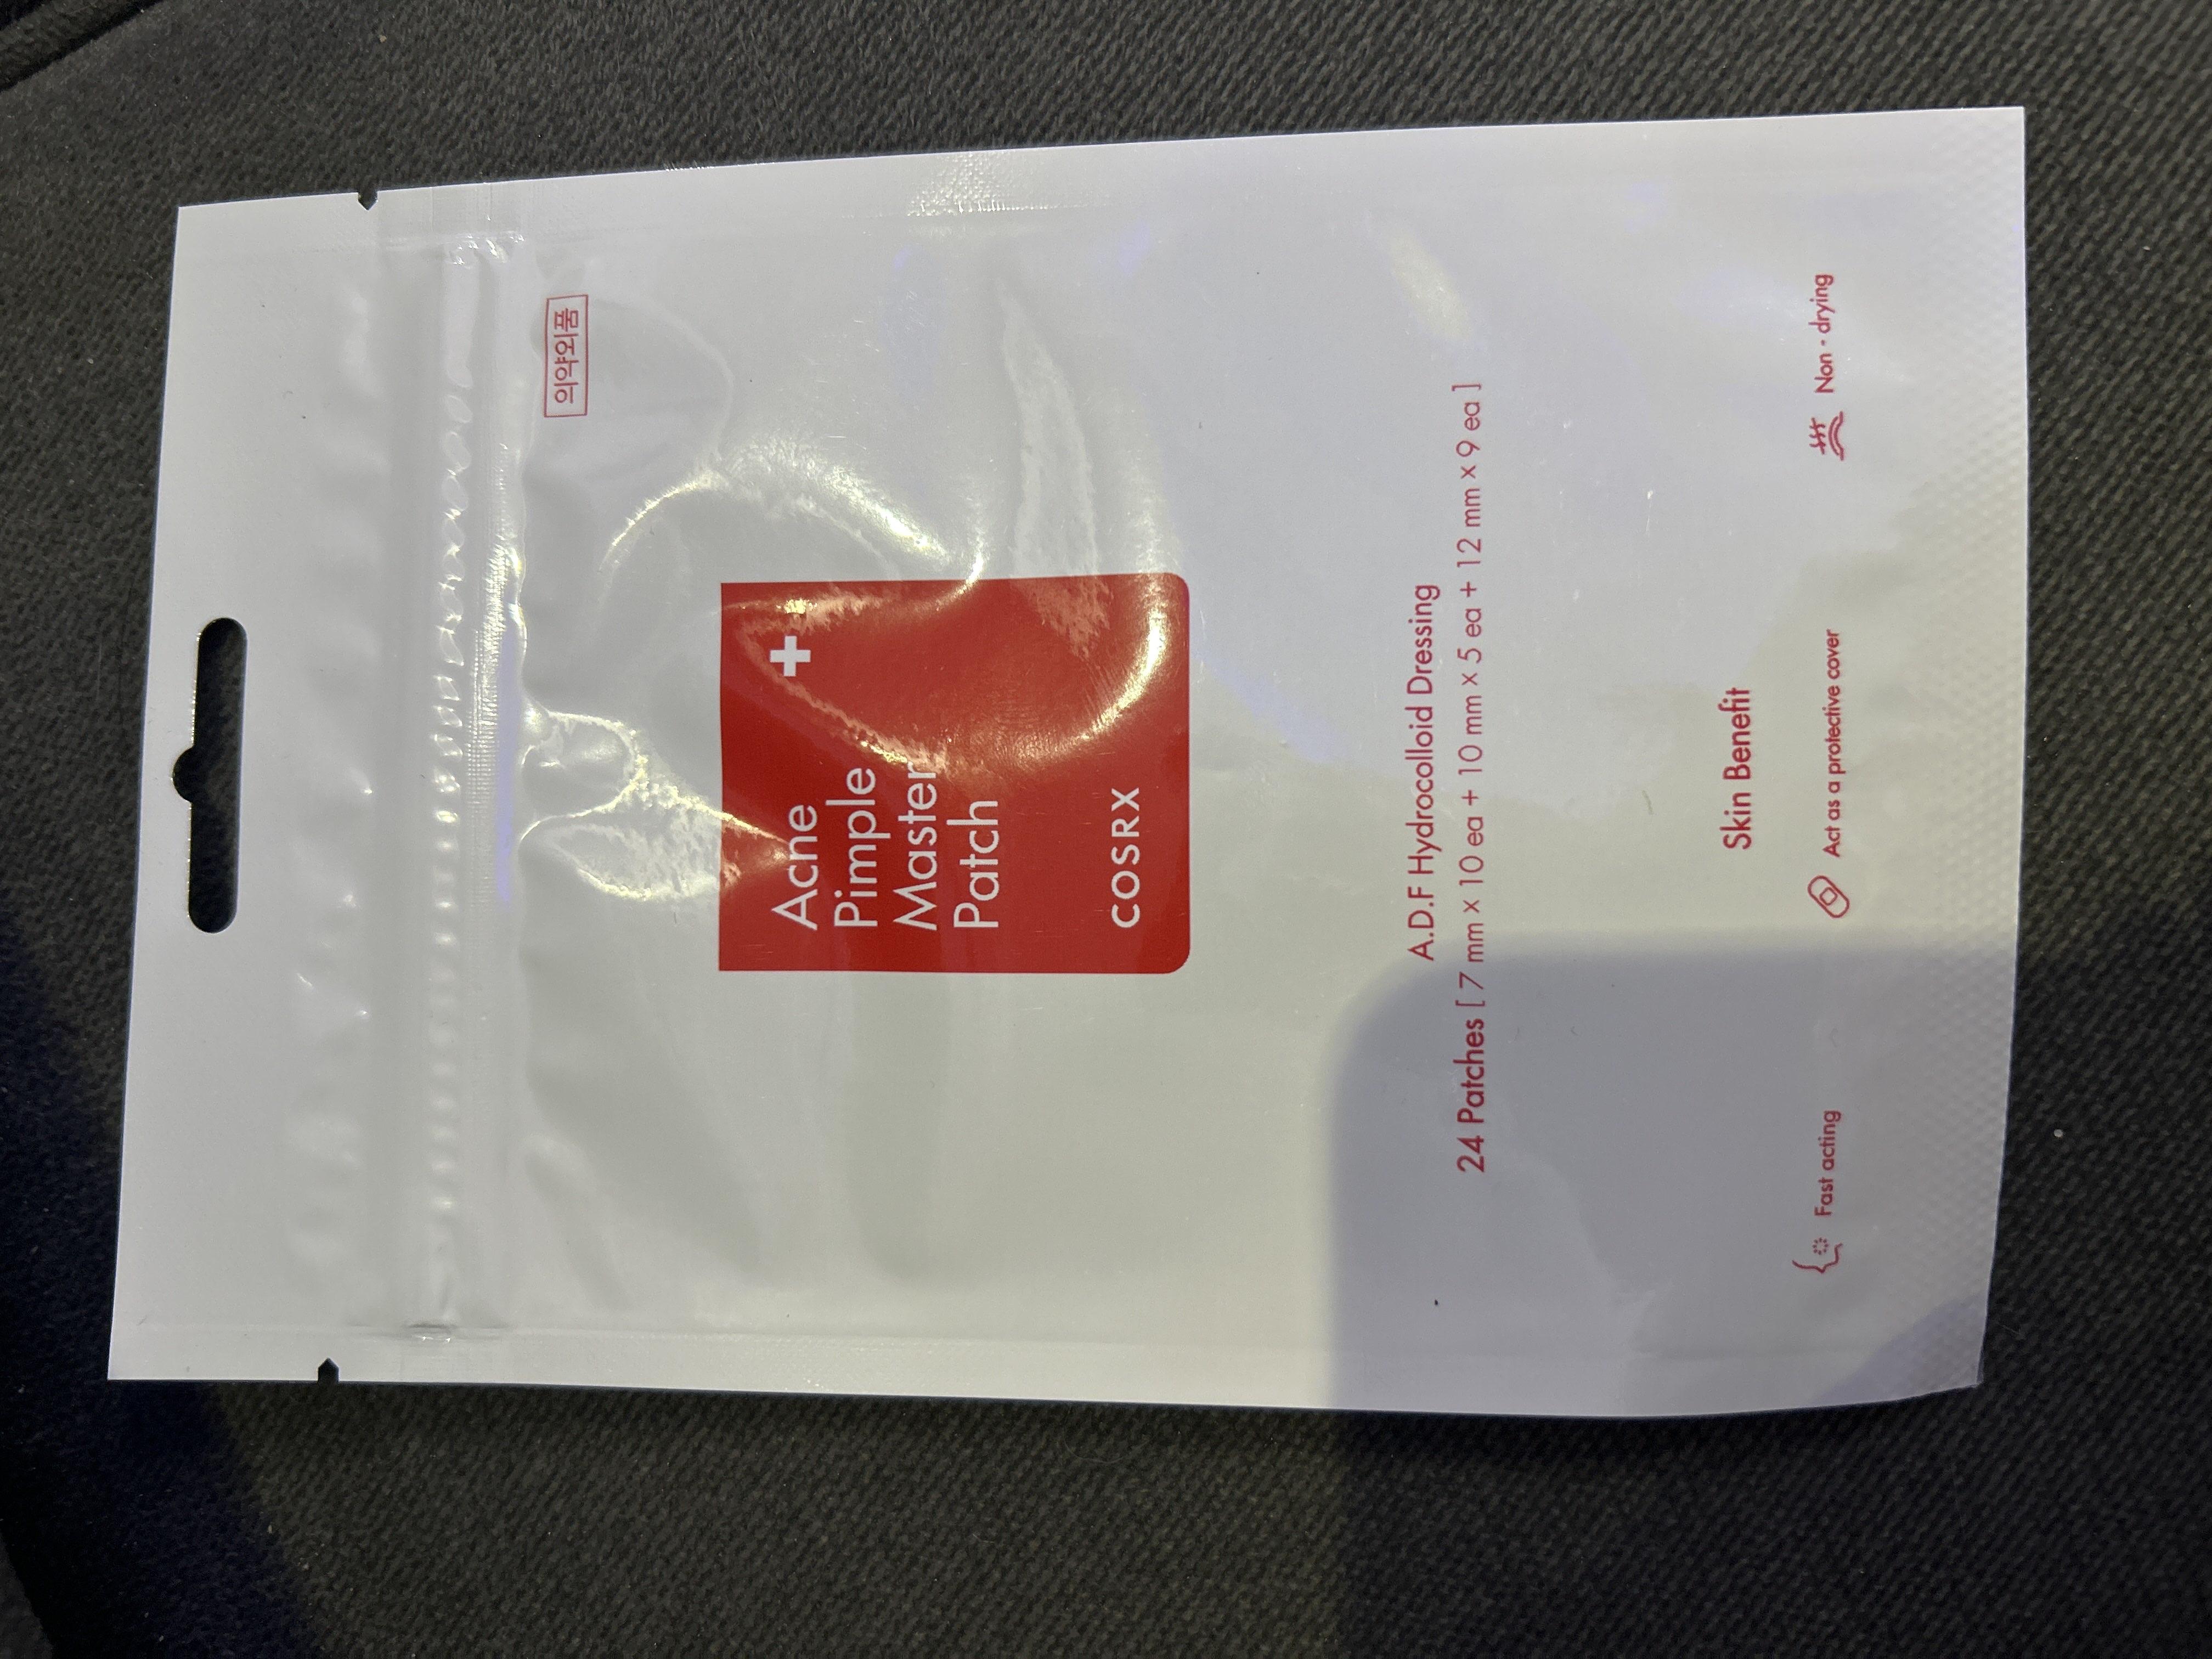 의약외품
Acne
Pimple
Master
Patch
COSRX
A.D.F Hydrocolloid Dressing
24 Patches [ 7 mm x 10 ea + 10 mm x 5 ea + 12 mm x 9 ea ]
Skin Benefit
Fast acting
Act as a protective cover
Non - drying